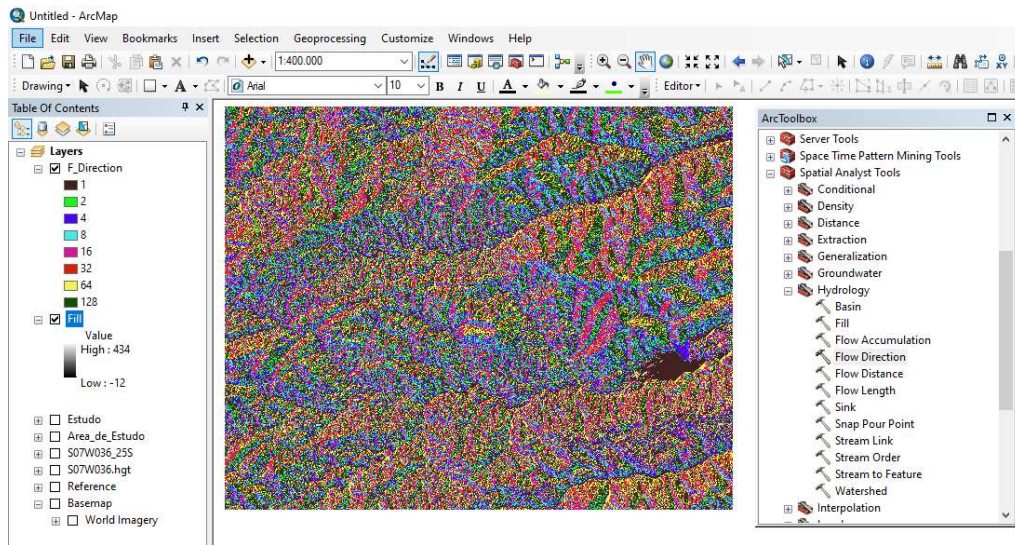 Untitled - ArcMap
File Edit View Bookmarks Insert Selection Geoprocessing Customize Windows Help
1:400.000
Drawing A Arial 10 B I U A Editor
Table Of Contents
Layers
F_Direction
1
2
4
8
16
32
64
128
Fill
Value
High : 434
Low : -12
Estudo
Area_de_Estudo
S07W036_25S
S07W036.hgt
Reference
Basemap
World Imagery
ArcToolbox
Server Tools
Space Time Pattern Mining Tools
Spatial Analyst Tools
Conditional
Density
Distance
Extraction
Generalization
Groundwater
Hydrology
Basin
Fill
Flow Accumulation
Flow Direction
Flow Distance
Flow Length
Sink
Snap Pour Point
Stream Link
Stream Order
Stream to Feature
Watershed
Interpolation